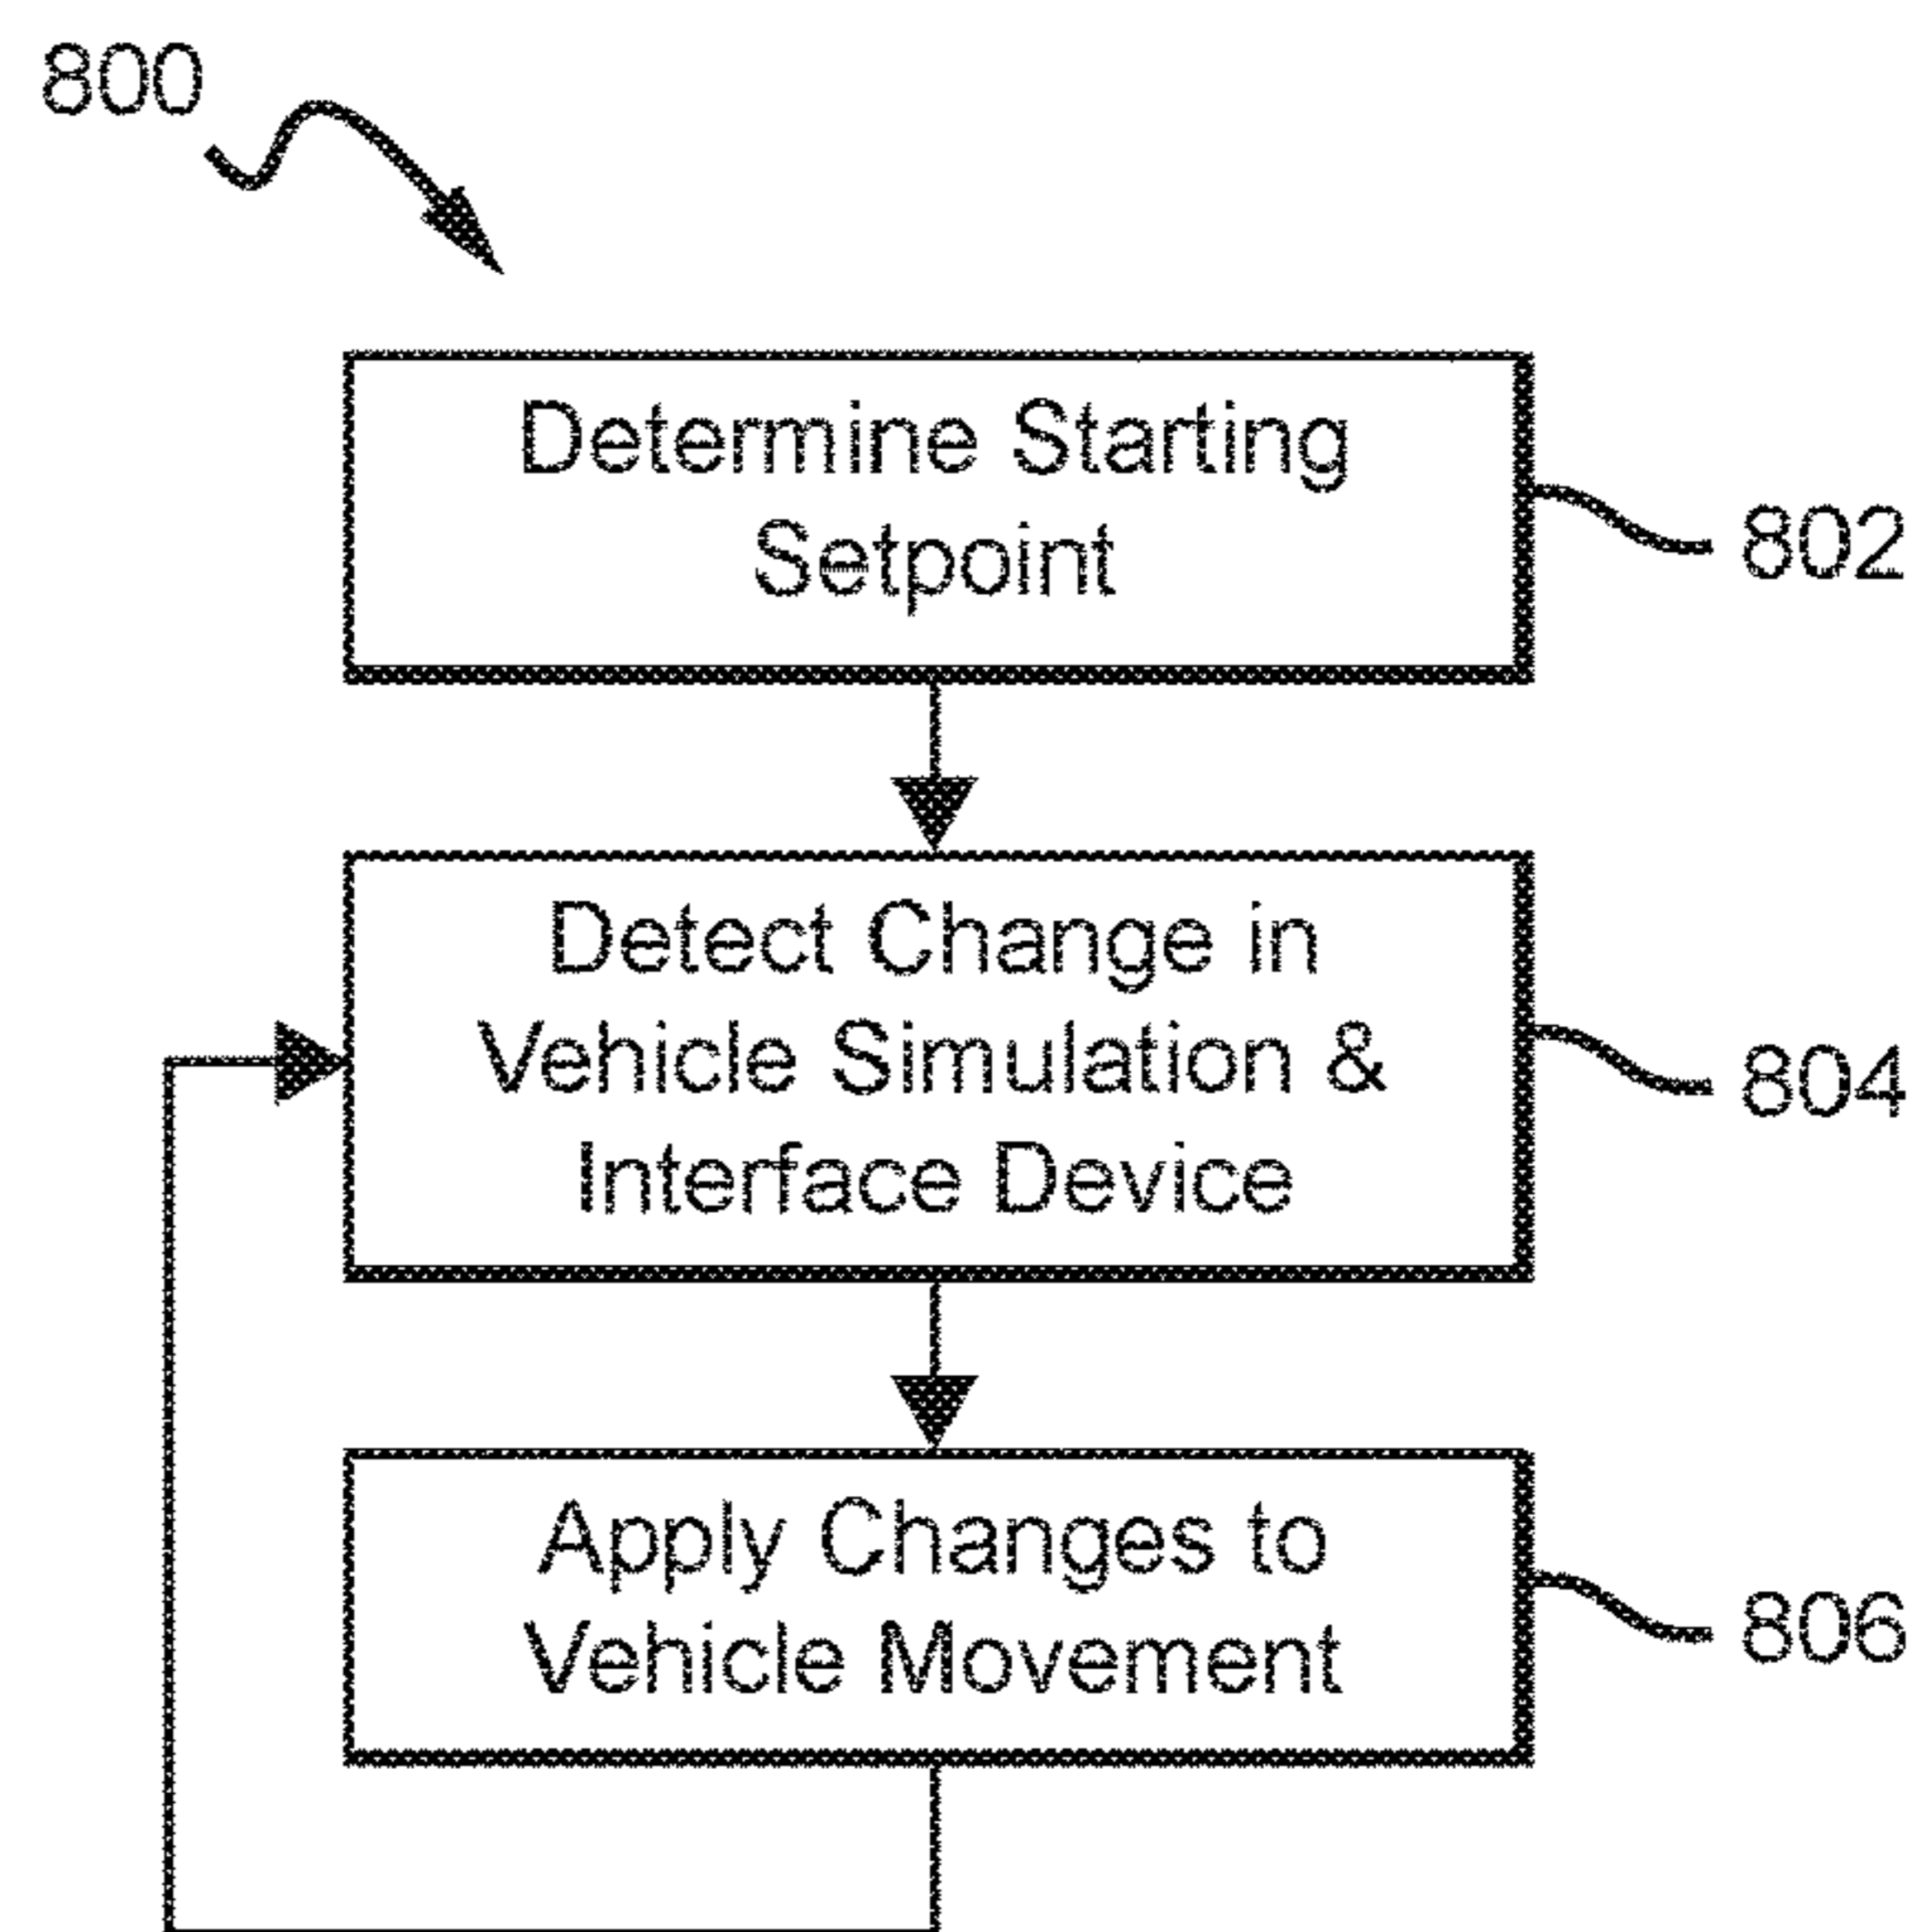 800
Determine Starting
Setpoint
802
Detect Change in
Vehicle Simulation &
Interface Device
804
Apply Changes to
Vehicle Movement
806